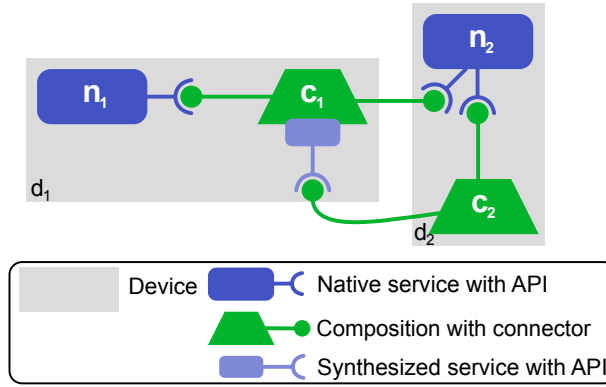 n2
n1
c1
d1
c2
d2
Device
Native service with API
Composition with connector
Synthesized service with API